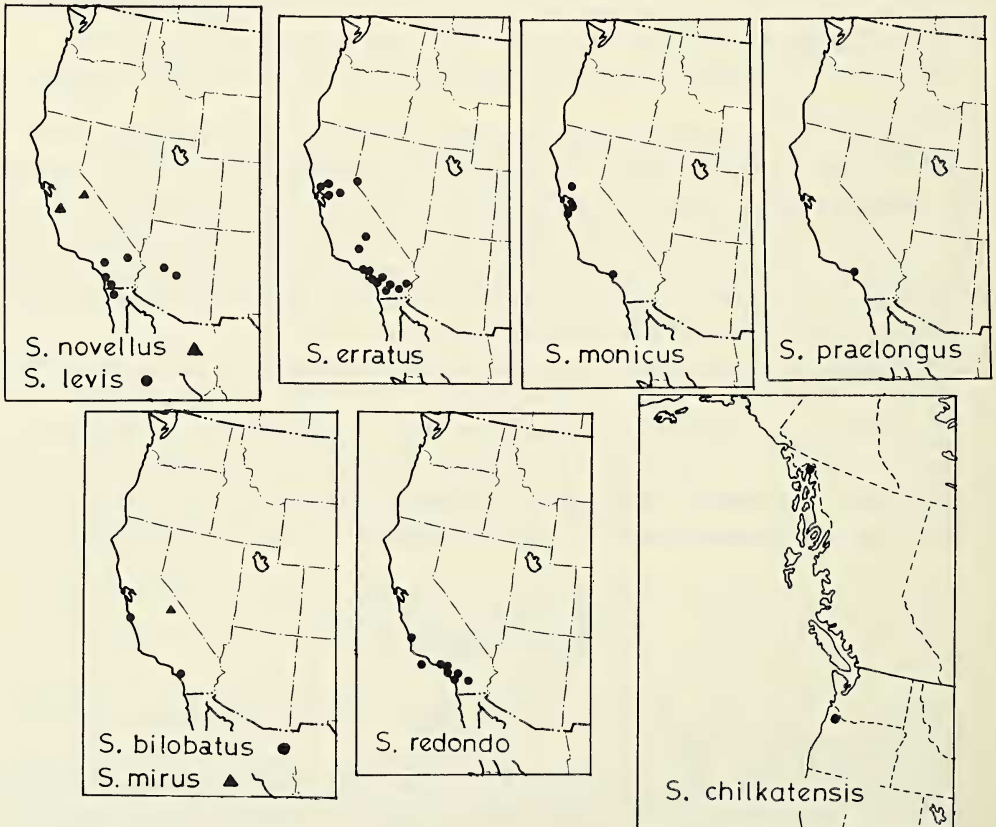 S. novellus ▲
S. levis ●
S. erratus
S. monicus
S. praelongus
S. bilobatus ●
S. mirus ▲
S. redondo
S. chilkatensis